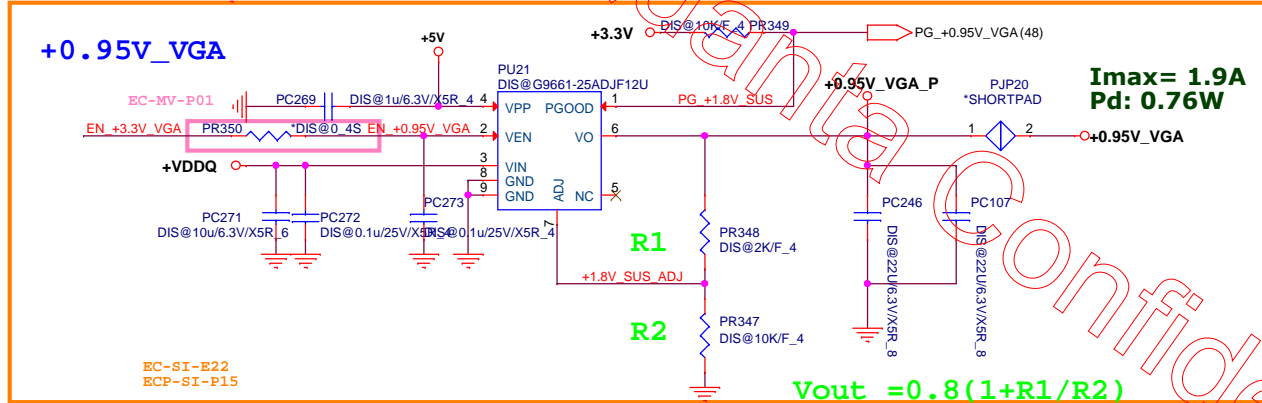 +0.95V_VGA
+5V
+3.3V
DIS@10K/F_4 PR349
PG_+0.95V_VGA (48)
PU21
DIS@G9661-25ADJF12U
EC-MV-P01
PC269
DIS@1u/6.3V/X5R_4
4
VPP
PGOOD
1
PG_+1.8V_SUS
+0.95V_VGA_P
PJP20
*SHORTPAD
Imax= 1.9A
Pd: 0.76W
EN_+3.3V_VGA
PR350
*DIS@0_4S
EN_+0.95V_VGA
2
VEN
VO
6
1
2
+0.95V_VGA
+VDDQ
3
VIN
8
GND
9
GND
ADJ
NC
5
7
PC271
DIS@10u/6.3V/X5R_6
PC272
DIS@0.1u/25V/X5R_4
PC273
DIS@0.1u/25V/X5R_4
R1
PR348
DIS@2K/F_4
PC246
DIS@22U/6.3V/X5R_8
PC107
DIS@22U/6.3V/X5R_8
+1.8V_SUS_ADJ
R2
PR347
DIS@10K/F_4
EC-SI-E22
ECP-SI-P15
Vout =0.8(1+R1/R2)